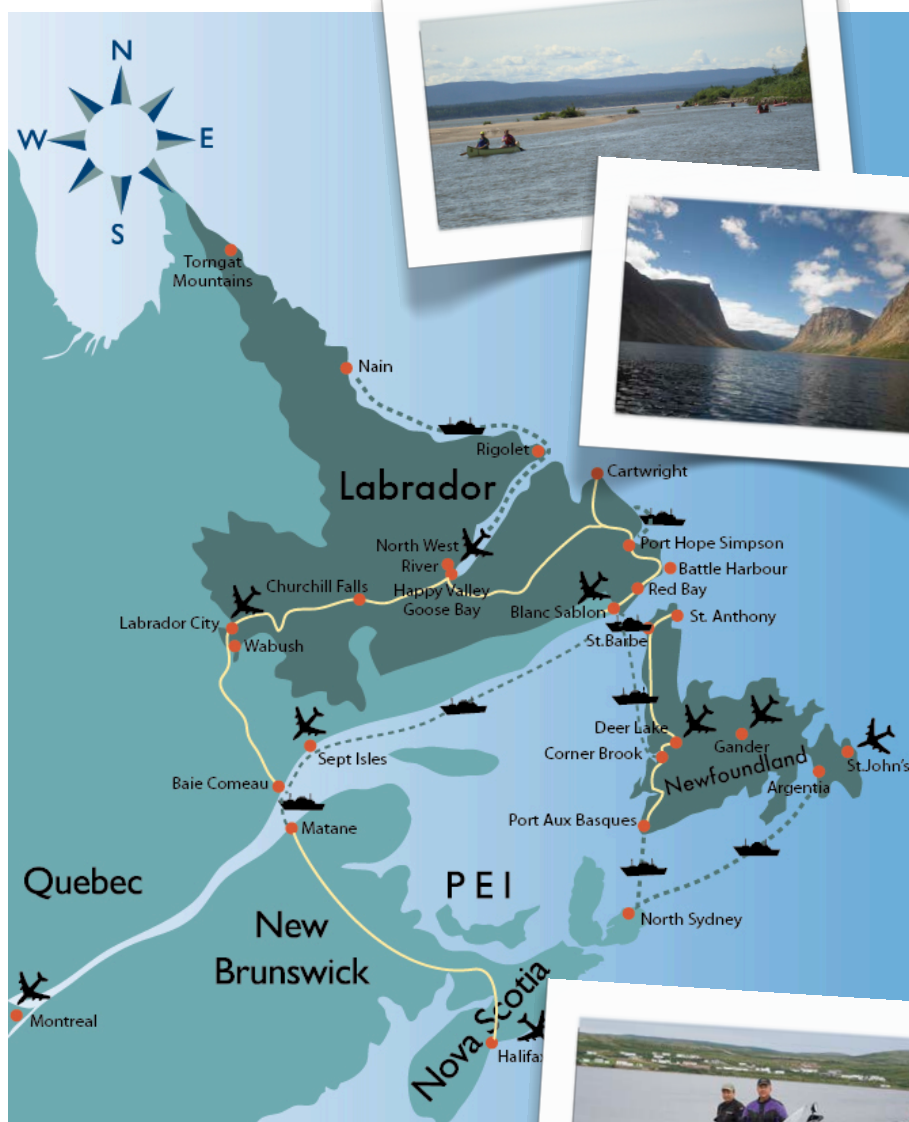 N
W
E
S
Torngat
Mountains
Nain
Rigolet
Cartwright
Labrador
North West
River
Port Hope Simpson
Battle Harbour
Churchill Falls
Happy Valley
Goose Bay
Red Bay
Blanc Sablon
St. Anthony
Labrador City
St.Barbe
Wabush
Deer Lake
Gander
Sept Isles
Corner Brook
Newfoundland
St.John's
Baie Comeau
Argentia
Port Aux Basques
Matane
Quebec
PEI
North Sydney
New
Brunswick
Nova Scotia
Montreal
Halifax